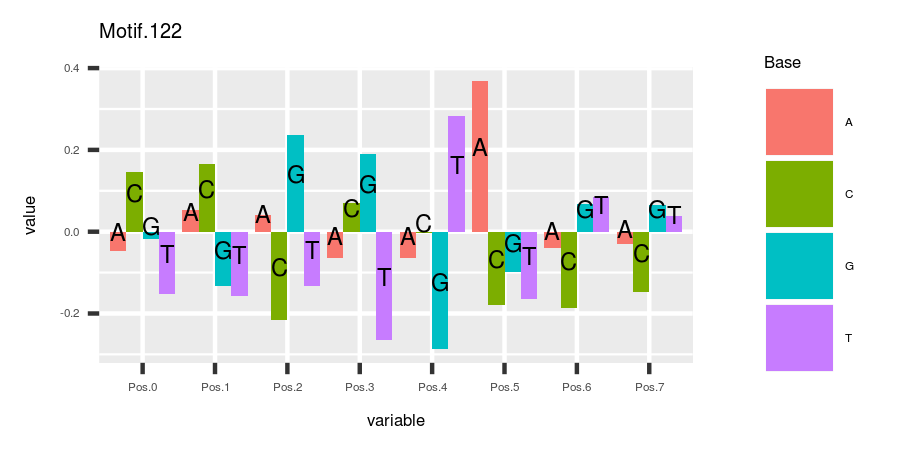 Motif.122
Base
0.4
0.2
0.0
-0.2
value
A C G T
A C G T
A C G T
A C G T
A C G T
A C G T
A C G T
A C G T
Pos.0 Pos.1 Pos.2 Pos.3 Pos.4 Pos.5 Pos.6 Pos.7
variable
A
C
G
T